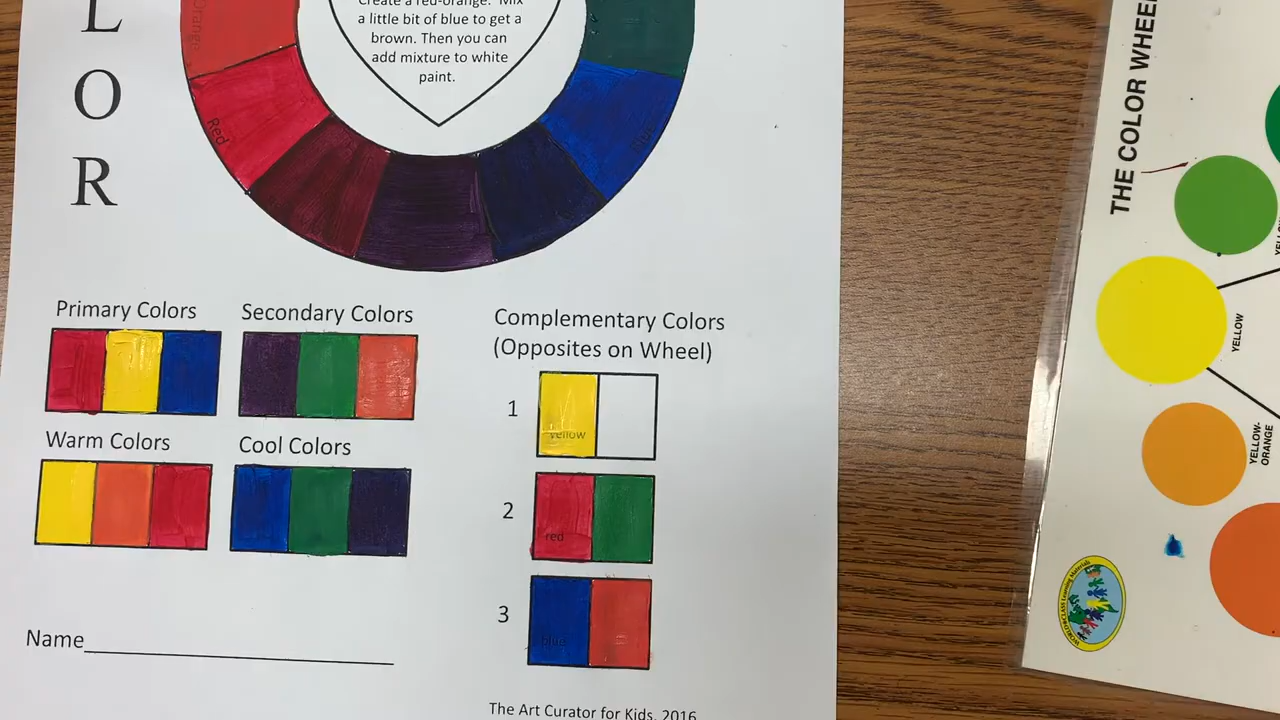 L
O
R
Create a red-orange. Mix
a little bit of blue to get a
brown. Then you can
add mixture to white
paint.
Orange
Red
Blue
Primary Colors
Secondary Colors
Warm Colors
Cool Colors
Complementary Colors
(Opposites on Wheel)
1
yellow
2
red
3
blue
Name
The Art Curator for Kids, 2016
THE COLOR WHEEL
YELLOW
YELLOW-
ORANGE